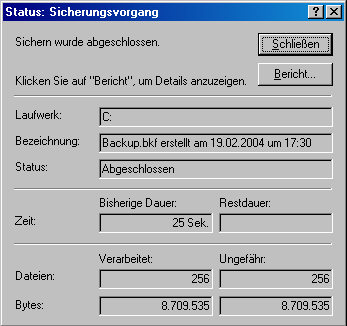 Status: Sicherungsvorgang
Sichern wurde abgeschlossen.
Schließen
Klicken Sie auf "Bericht", um Details anzuzeigen.
Bericht...
Laufwerk: C:
Bezeichnung: Backup.bkf erstellt am 19.02.2004 um 17:30
Status: Abgeschlossen
Bisherige Dauer: Restdauer:
Zeit: 25 Sek.
Verarbeitet: Ungefähr:
Dateien: 256 256
Bytes: 8.709.535 8.709.535